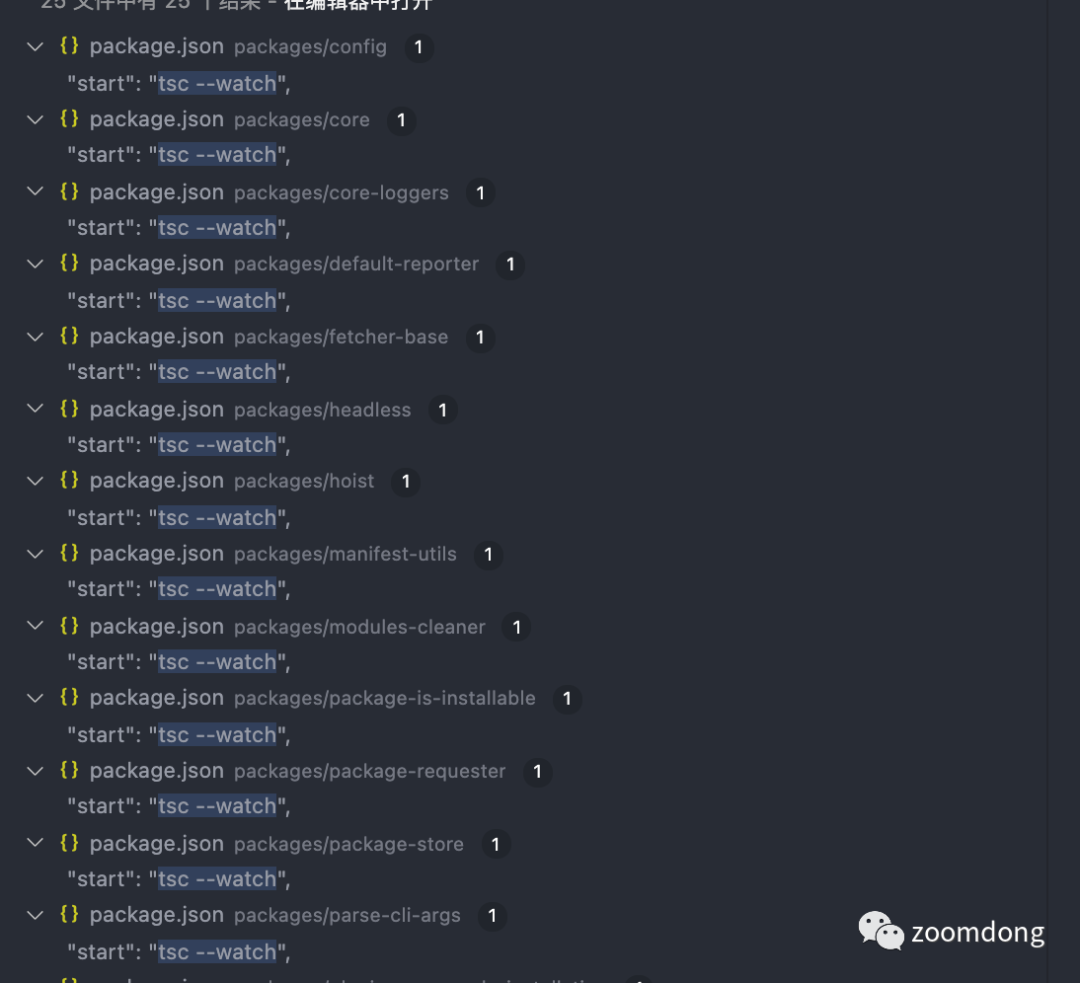 25 文件中有 25 个结果 - 在编辑器中打开
package.json packages/config 1
"start": "tsc --watch",
package.json packages/core 1
"start": "tsc --watch",
package.json packages/core-loggers 1
"start": "tsc --watch",
package.json packages/default-reporter 1
"start": "tsc --watch",
package.json packages/fetcher-base 1
"start": "tsc --watch",
package.json packages/headless 1
"start": "tsc --watch",
package.json packages/hoist 1
"start": "tsc --watch",
package.json packages/manifest-utils 1
"start": "tsc --watch",
package.json packages/modules-cleaner 1
"start": "tsc --watch",
package.json packages/package-is-installable 1
"start": "tsc --watch",
package.json packages/package-requester 1
"start": "tsc --watch",
package.json packages/package-store 1
"start": "tsc --watch",
package.json packages/parse-cli-args 1
"start": "tsc --watch",
zoomdong